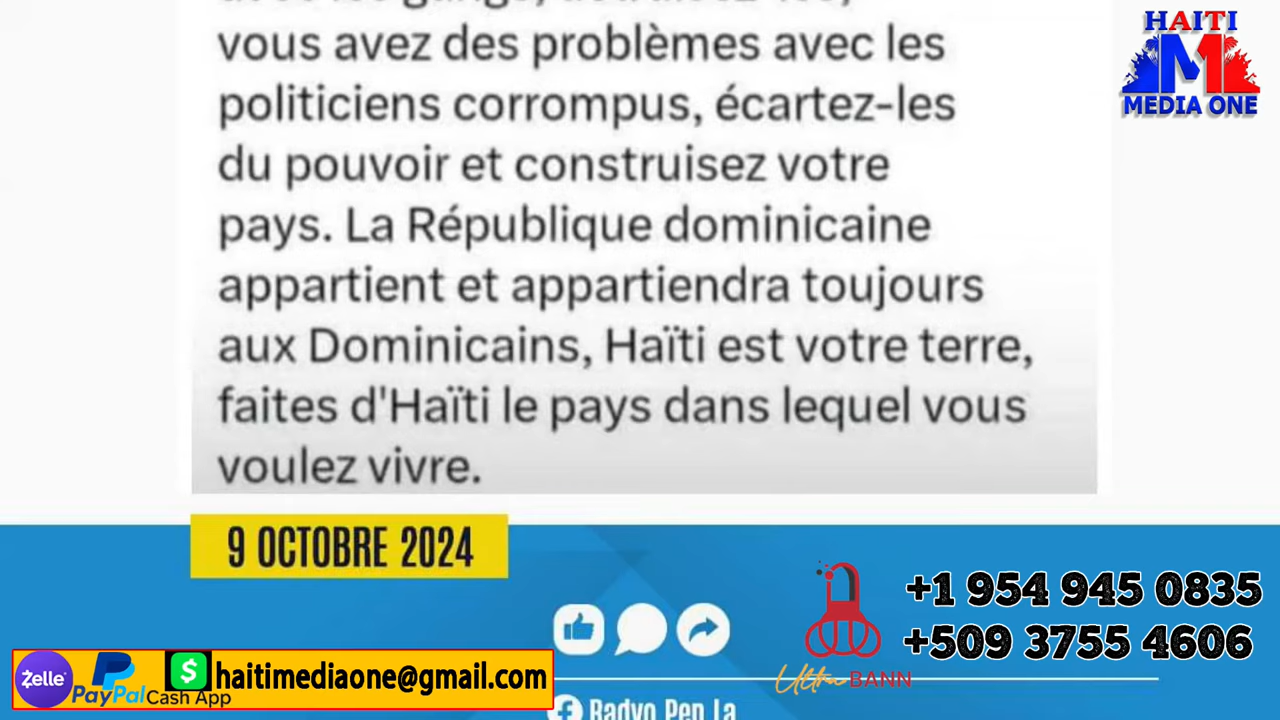 vous avez des problèmes avec les
politiciens corrompus, écartez-les
du pouvoir et construisez votre
pays. La République dominicaine
appartient et appartiendra toujours
aux Dominicains, Haïti est votre terre,
faites d'Haïti le pays dans lequel vous
voulez vivre.
9 OCTOBRE 2024
HAITI
M
MEDIA ONE
+1 954 945 0835
+509 3755 4606
Ultra BANN
Zelle
PayPal
$
Cash App
haitimediaone@gmail.com
Radyo Pep La